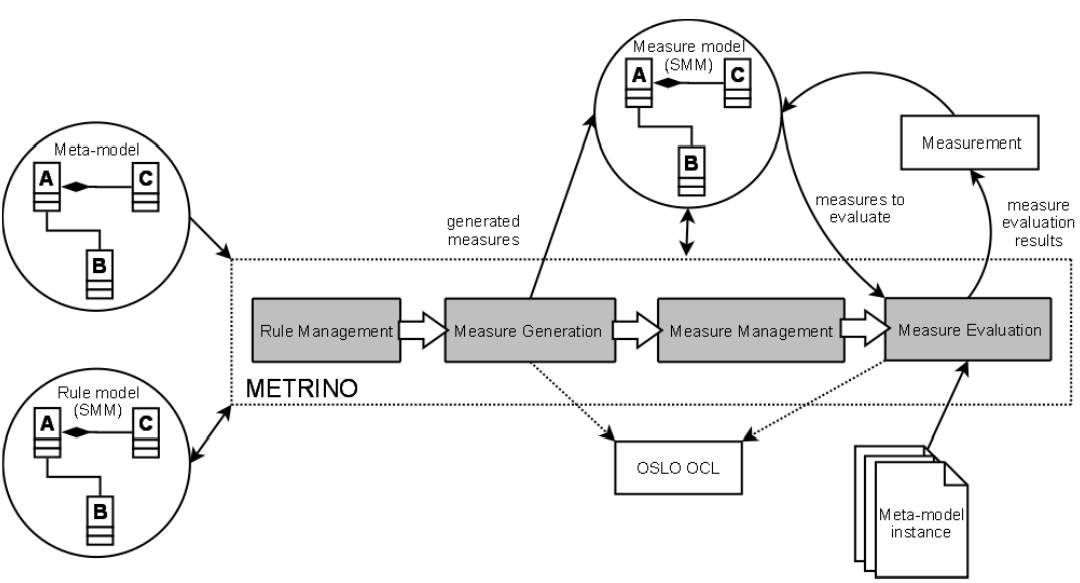 Measure model
(SMM)
A
C
B
Measurement
Meta-model
A
C
B
generated
measures
measures to
evaluate
measure
evaluation
results
Rule Management
Measure Generation
Measure Management
Measure Evaluation
METRINO
Rule model
(SMM)
A
C
B
OSLO OCL
Meta-model
instance